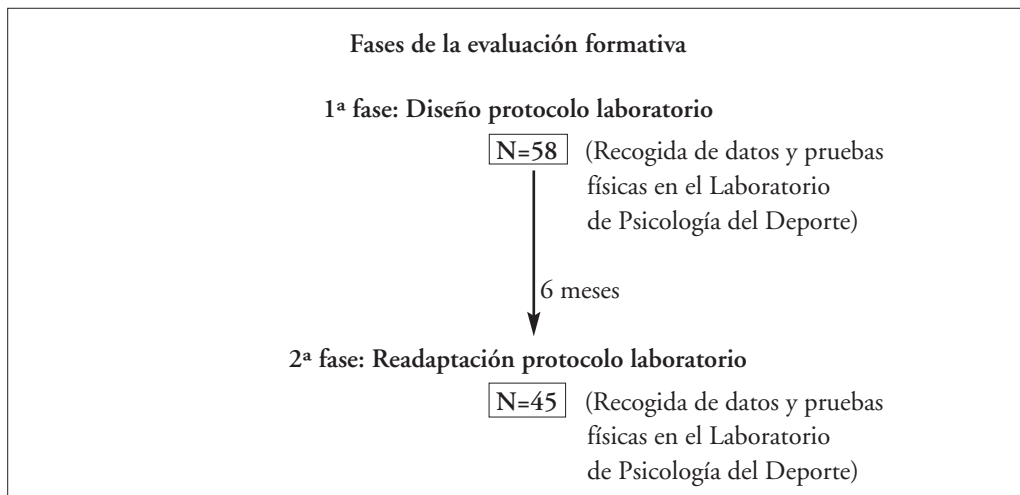 Fases de la evaluación formativa
1ª fase: Diseño protocolo laboratorio
N=58 (Recogida de datos y pruebas
físicas en el Laboratorio
de Psicología del Deporte)
6 meses
2ª fase: Readaptación protocolo laboratorio
N=45 (Recogida de datos y pruebas
físicas en el Laboratorio
de Psicología del Deporte)